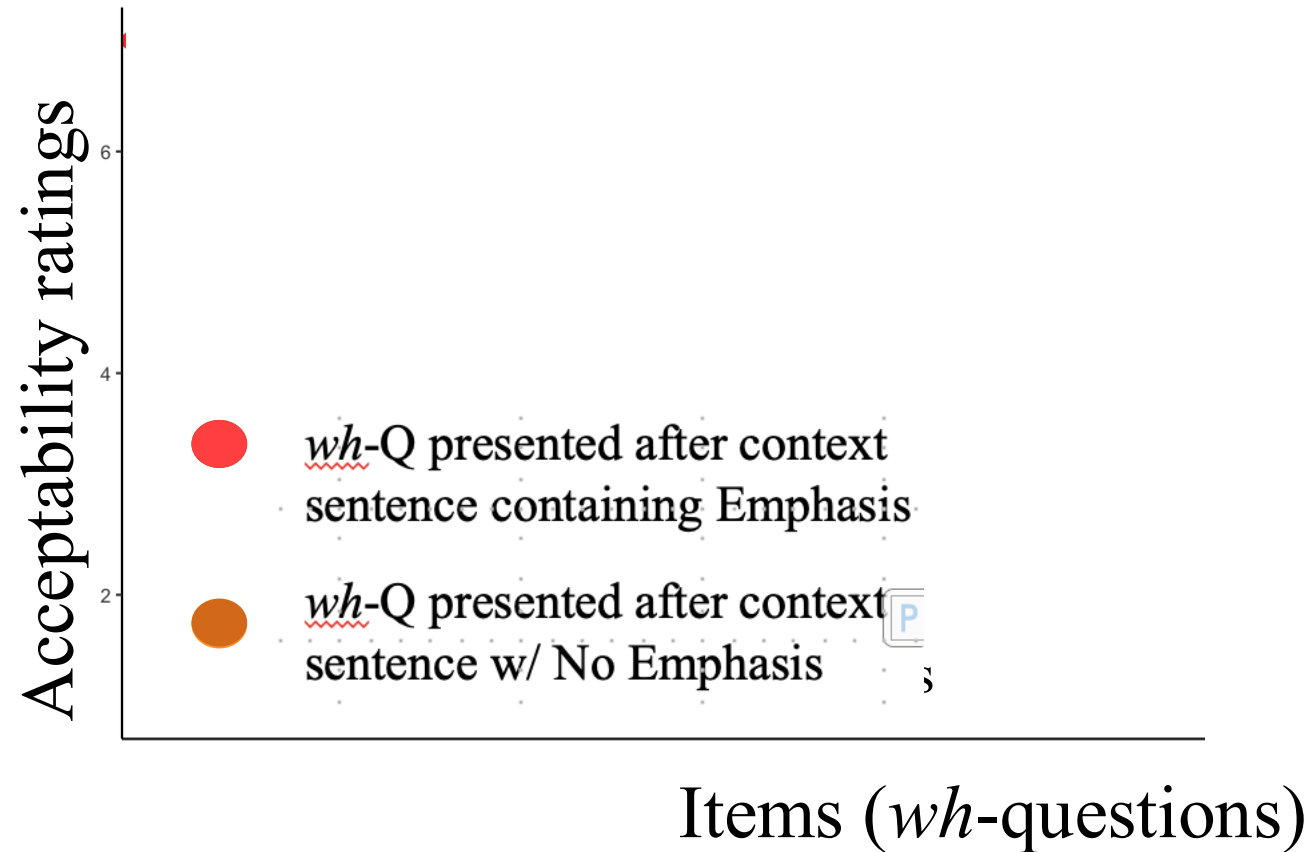 Acceptability ratings
6
4
2
wh-Q presented after context
sentence containing Emphasis
wh-Q presented after context
P
sentence w/ No Emphasis
s
Items (wh-questions)